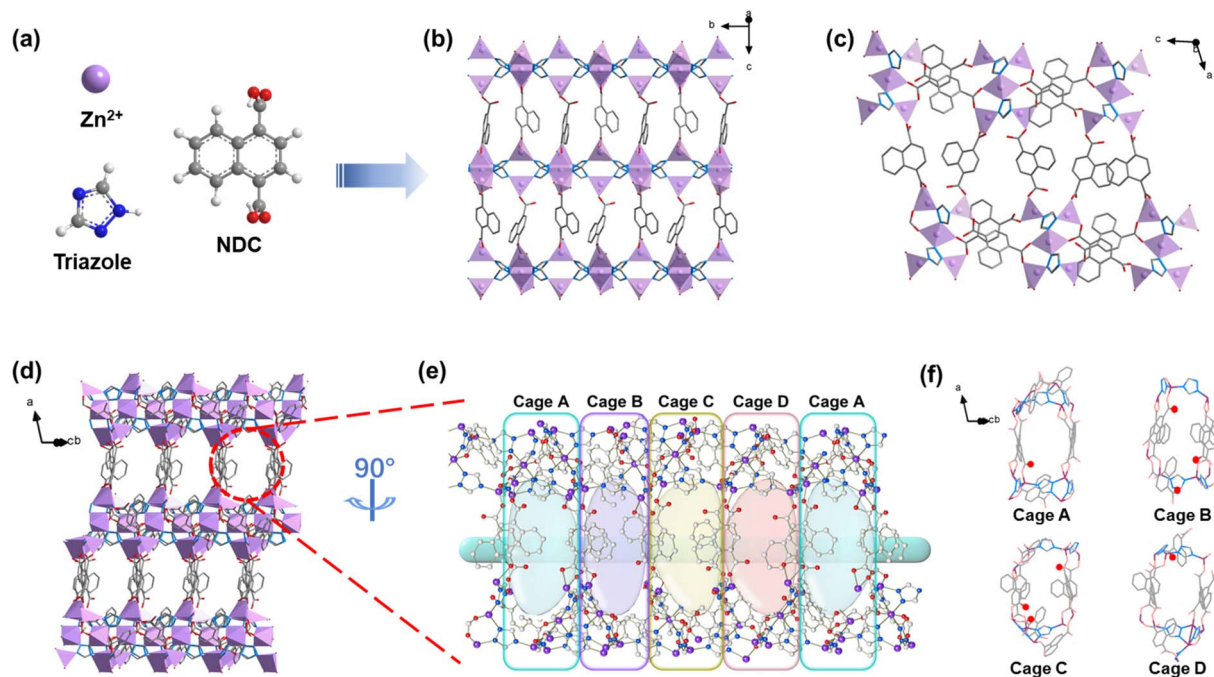 (a)
Zn²⁺
Triazole
NDC
(b)
a
b
c
(c)
c
b
a
(d)
a
cb
90°
(e)
Cage A Cage B Cage C Cage D Cage A
(f)
a
cb
Cage A
Cage B
Cage C
Cage D